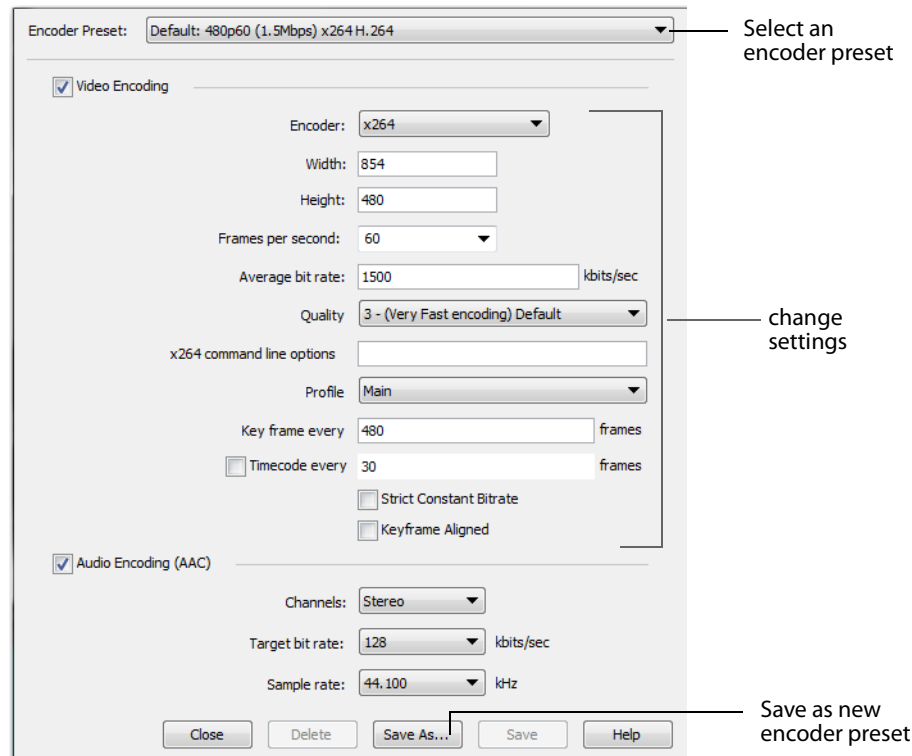 Encoder Preset: Default: 480p60 (1.5Mbps) x264 H.264
Select an
encoder preset
Video Encoding
Encoder: x264
Width: 854
Height: 480
Frames per second: 60
Average bit rate: 1500 kbits/sec
Quality 3 - (Very Fast encoding) Default
change
settings
x264 command line options
Profile Main
Key frame every 480 frames
Timecode every 30 frames
Strict Constant Bitrate
Keyframe Aligned
Audio Encoding (AAC)
Channels: Stereo
Target bit rate: 128 kbits/sec
Sample rate: 44.100 kHz
Save as new
encoder preset
Close Delete Save As... Save Help